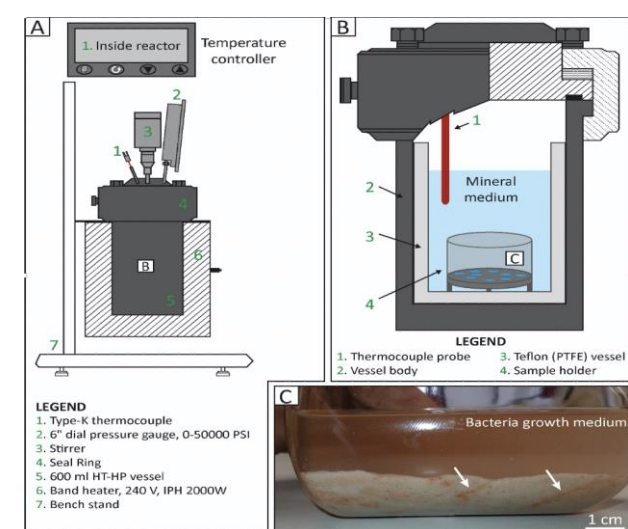 A
1. Inside reactor
Temperature
controller
2
3
1
4
B
6
5
7
LEGEND
1. Type-K thermocouple
2. 6" dial pressure gauge, 0-50000 PSI
3. Stirrer
4. Seal Ring
5. 600 ml HT-HP vessel
6. Band heater, 240 V, IPH 2000W
7. Bench stand
B
1
Mineral
medium
2
3
C
4
LEGEND
1. Thermocouple probe
2. Vessel body
3. Teflon (PTFE) vessel
4. Sample holder
C
Bacteria growth medium
1 cm